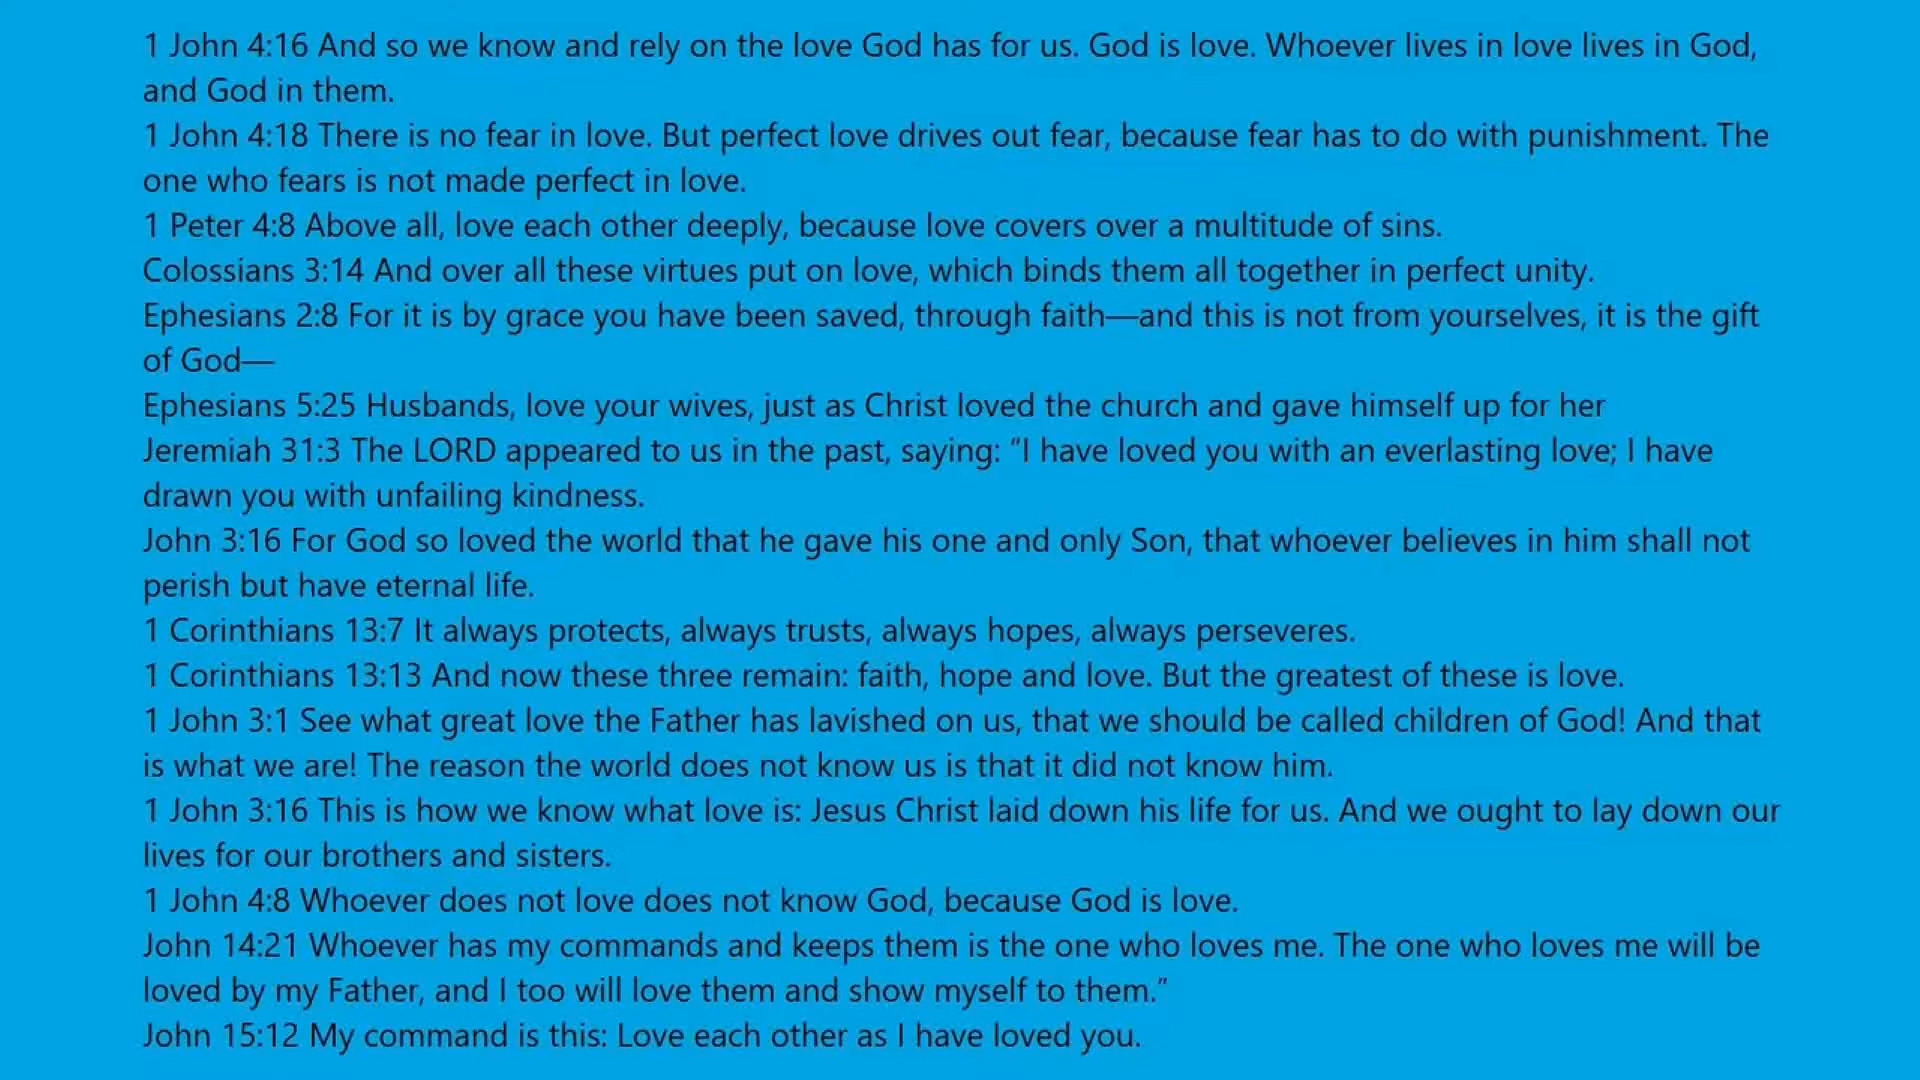 1 John 4:16 And so we know and rely on the love God has for us. God is love. Whoever lives in love lives in God,
and God in them.
1 John 4:18 There is no fear in love. But perfect love drives out fear, because fear has to do with punishment. The
one who fears is not made perfect in love.
1 Peter 4:8 Above all, love each other deeply, because love covers over a multitude of sins.
Colossians 3:14 And over all these virtues put on love, which binds them all together in perfect unity.
Ephesians 2:8 For it is by grace you have been saved, through faith—and this is not from yourselves, it is the gift
of God—
Ephesians 5:25 Husbands, love your wives, just as Christ loved the church and gave himself up for her
Jeremiah 31:3 The LORD appeared to us in the past, saying: “I have loved you with an everlasting love; I have
drawn you with unfailing kindness.
John 3:16 For God so loved the world that he gave his one and only Son, that whoever believes in him shall not
perish but have eternal life.
1 Corinthians 13:7 It always protects, always trusts, always hopes, always perseveres.
1 Corinthians 13:13 And now these three remain: faith, hope and love. But the greatest of these is love.
1 John 3:1 See what great love the Father has lavished on us, that we should be called children of God! And that
is what we are! The reason the world does not know us is that it did not know him.
1 John 3:16 This is how we know what love is: Jesus Christ laid down his life for us. And we ought to lay down our
lives for our brothers and sisters.
1 John 4:8 Whoever does not love does not know God, because God is love.
John 14:21 Whoever has my commands and keeps them is the one who loves me. The one who loves me will be
loved by my Father, and I too will love them and show myself to them.”
John 15:12 My command is this: Love each other as I have loved you.